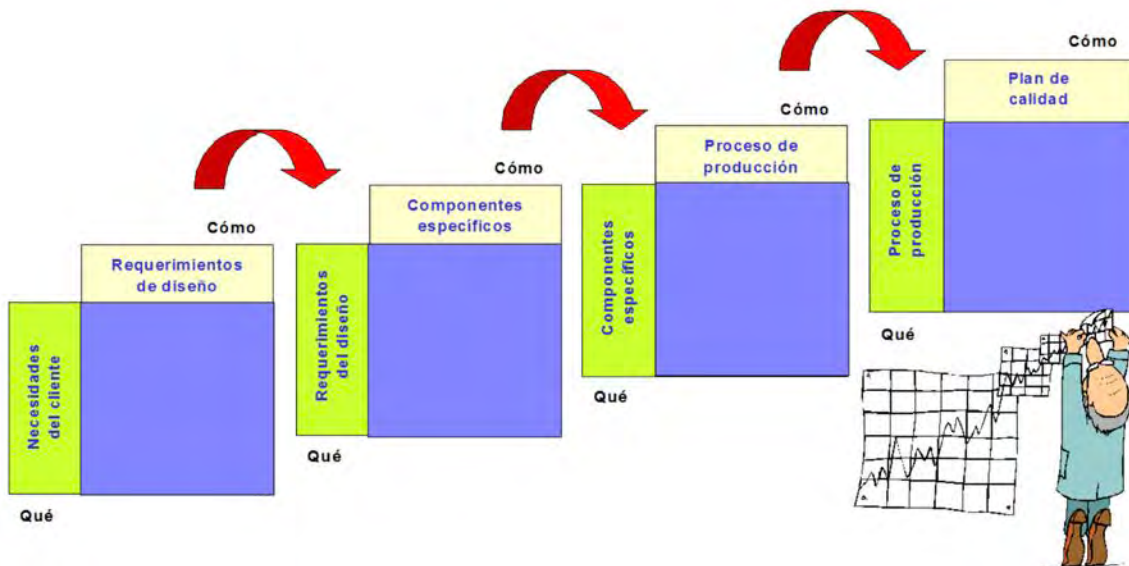 Cómo
Requerimientos
de diseño
Necesidades
del cliente
Qué
Cómo
Componentes
específicos
Requerimientos
del diseño
Qué
Cómo
Proceso de
producción
Componentes
específicos
Qué
Cómo
Plan de
calidad
Proceso de
producción
Qué